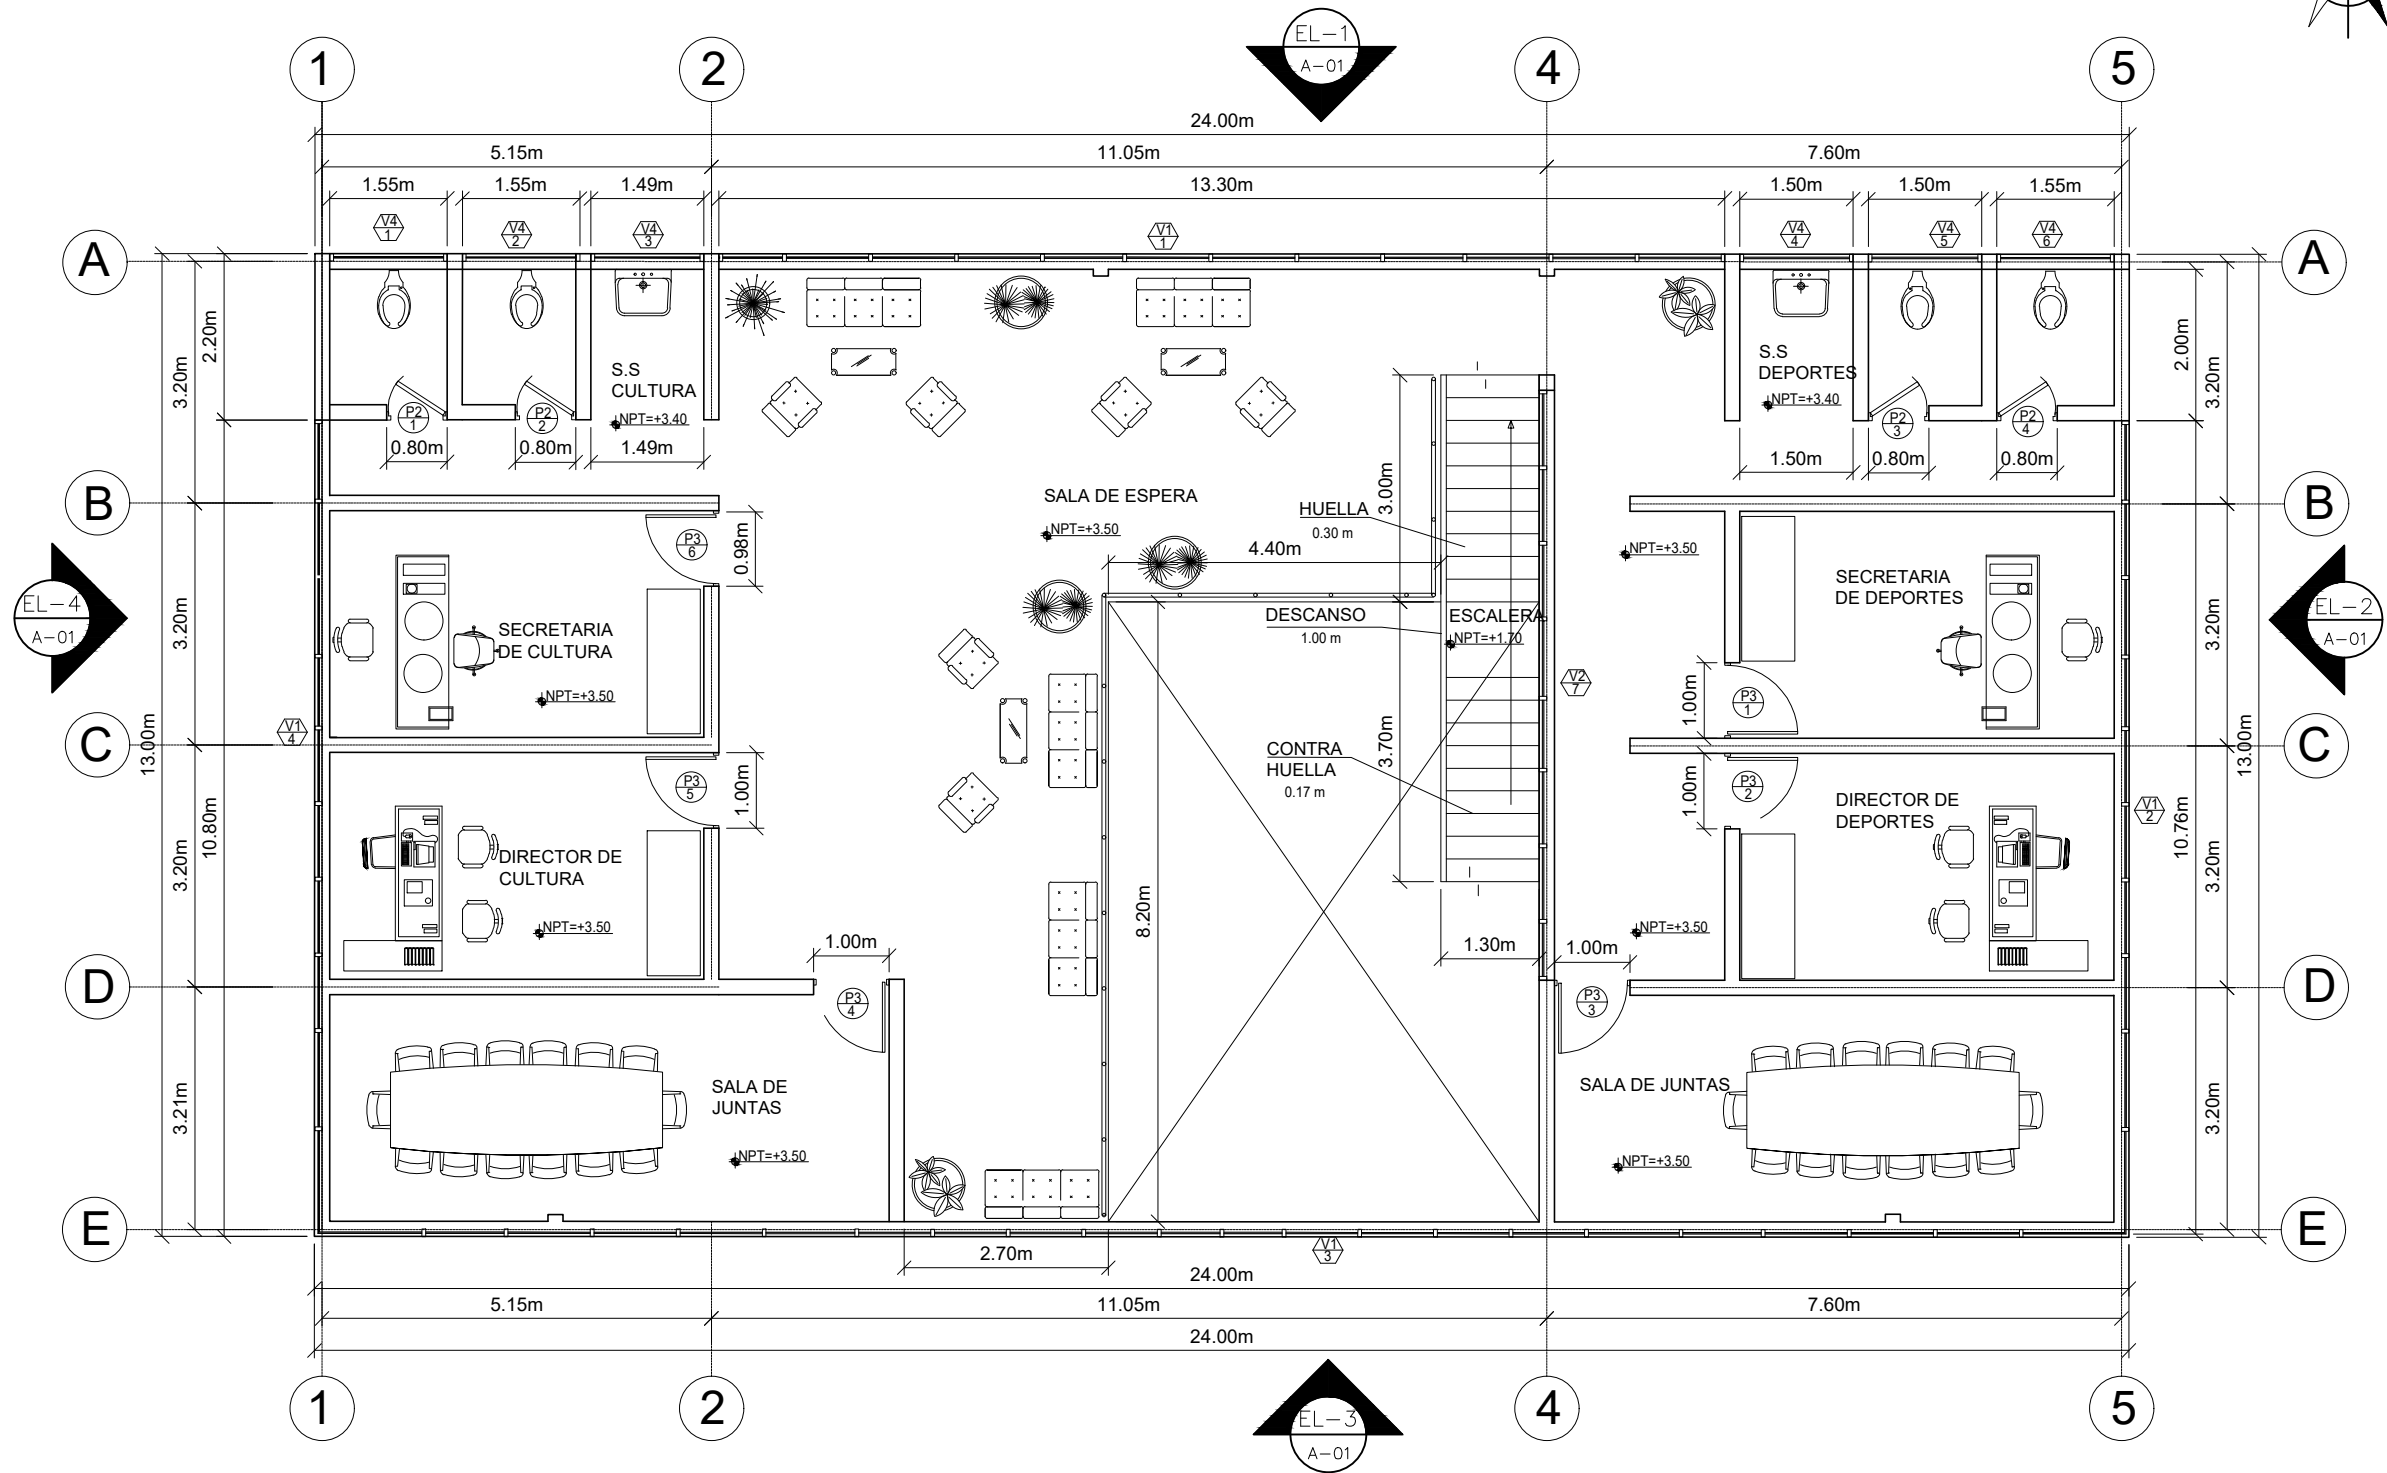 EL-1
A-01
1
2
4
5
24.00m
5.15m
11.05m
7.60m
1.55m
1.55m
1.49m
13.30m
1.50m
1.50m
1.55m
V4
1
V4
2
V4
3
V1
1
V4
4
V4
5
V4
6
A
A
2.20m
3.20m
S.S
CULTURA
NPT=+3.40
S.S
DEPORTES
NPT=+3.40
2.00m
3.20m
P2
1
P2
2
P2
3
P2
4
0.80m
0.80m
1.49m
1.50m
0.80m
0.80m
B
B
SALA DE ESPERA
NPT=+3.50
3.00m
HUELLA
0.30 m
4.40m
NPT=+3.50
P3
6
0.98m
EL-4
A-01
3.20m
SECRETARIA
DE CULTURA
NPT=+3.50
DESCANSO
1.00 m
ESCALERA
NPT=+1.70
SECRETARIA
DE DEPORTES
3.20m
EL-2
A-01
V2
7
1.00m
P3
1
V1
4
13.00m
C
C
13.00m
CONTRA
HUELLA
0.17 m
3.70m
P3
5
1.00m
1.00m
P3
2
DIRECTOR DE
DEPORTES
V1
2
10.80m
3.20m
DIRECTOR DE
CULTURA
NPT=+3.50
8.20m
NPT=+3.50
3.20m
10.76m
1.00m
1.30m
1.00m
D
D
P3
4
P3
3
3.21m
SALA DE
JUNTAS
NPT=+3.50
SALA DE JUNTAS
NPT=+3.50
3.20m
E
E
V1
3
2.70m
24.00m
5.15m
11.05m
7.60m
24.00m
1
2
4
5
EL-3
A-01